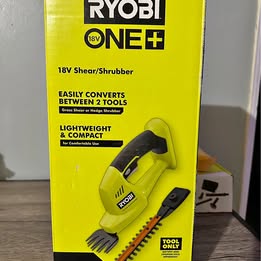 RYOBI
18V ONE+
18V Shear/Shrubber
EASILY CONVERTS
BETWEEN 2 TOOLS
Grass Shear or Hedge Shrubber
LIGHTWEIGHT
& COMPACT
for Comfortable Use
RYOBI
TOOL
ONLY